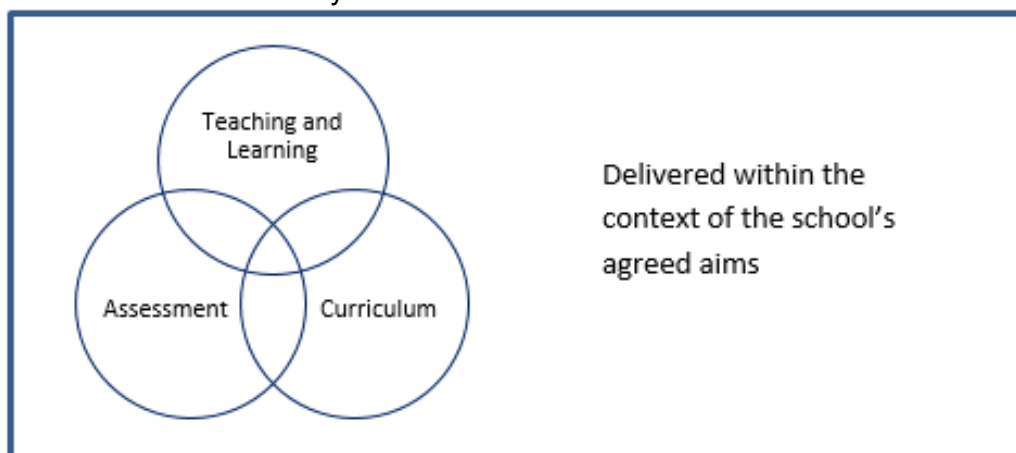 Teaching and
Learning
Assessment
Curriculum
Delivered within the
context of the school's
agreed aims